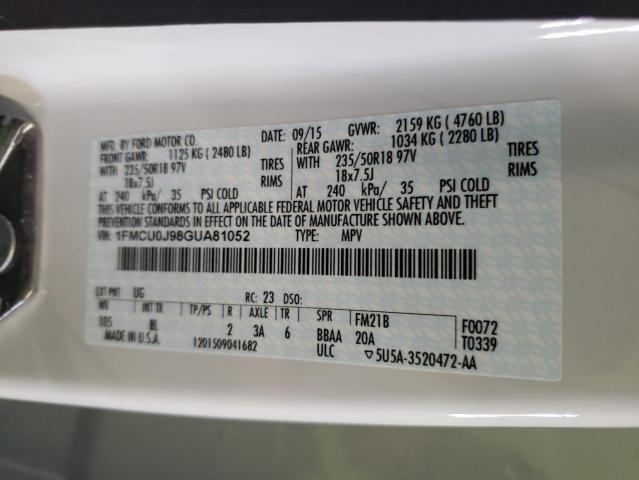 MFD. BY FORD MOTOR CO.
DATE: 09/15 GVWR: 2159 KG ( 4760 LB)
FRONT GAWR: 1125 KG ( 2480 LB) REAR GAWR: 1034 KG ( 2280 LB)
WITH 235/50R18 97V TIRES WITH 235/50R18 97V TIRES
18x7.5J RIMS 18x7.5J RIMS
AT 240 kPa/ 35 PSI COLD AT 240 kPa/ 35 PSI COLD
THIS VEHICLE CONFORMS TO ALL APPLICABLE FEDERAL MOTOR VEHICLE SAFETY AND THEFT
PREVENTION STANDARDS IN EFFECT ON THE DATE OF MANUFACTURE SHOWN ABOVE.
VIN: 1FMCU0J98GUA81052 TYPE: MPV
EXT-PNT: UG RC: 23 DSO:
WB INT TR TP/PS R AXLE TR SPR FM21B F0072
105 BL 2 3A 6 BBAA 20A T0339
MADE IN U.S.A. 1201509041682 ULC ▽5U5A-3520472-AA